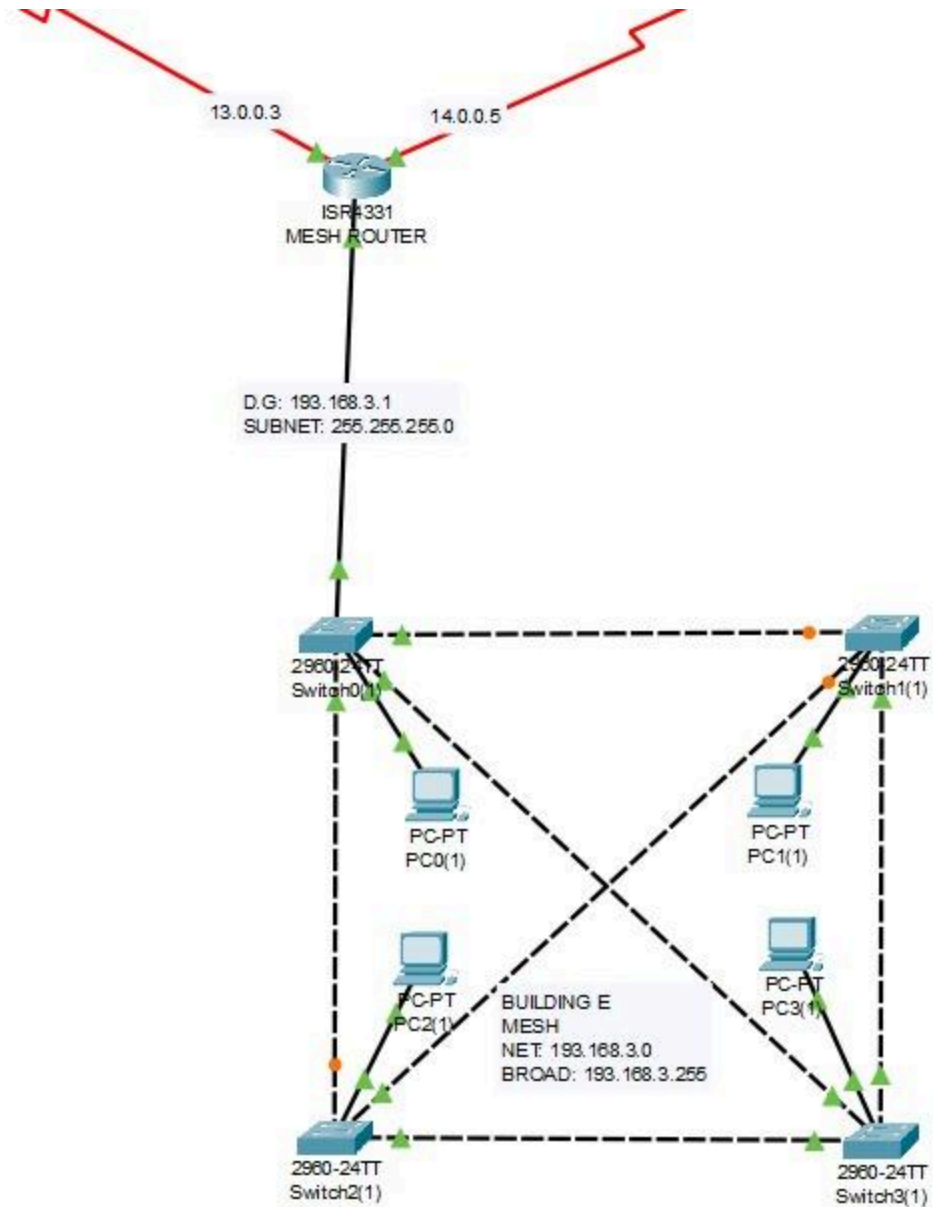 13.0.0.3
14.0.0.5
ISR4331
MESH ROUTER
D.G: 193.168.3.1
SUBNET: 255.255.255.0
2960-24TT
Switch0(1)
2960-24TT
Switch1(1)
PC-PT
PC0(1)
PC-PT
PC1(1)
PC-PT
PC2(1)
PC-PT
PC3(1)
BUILDING E
MESH
NET: 193.168.3.0
BROAD: 193.168.3.255
2960-24TT
Switch2(1)
2960-24TT
Switch3(1)